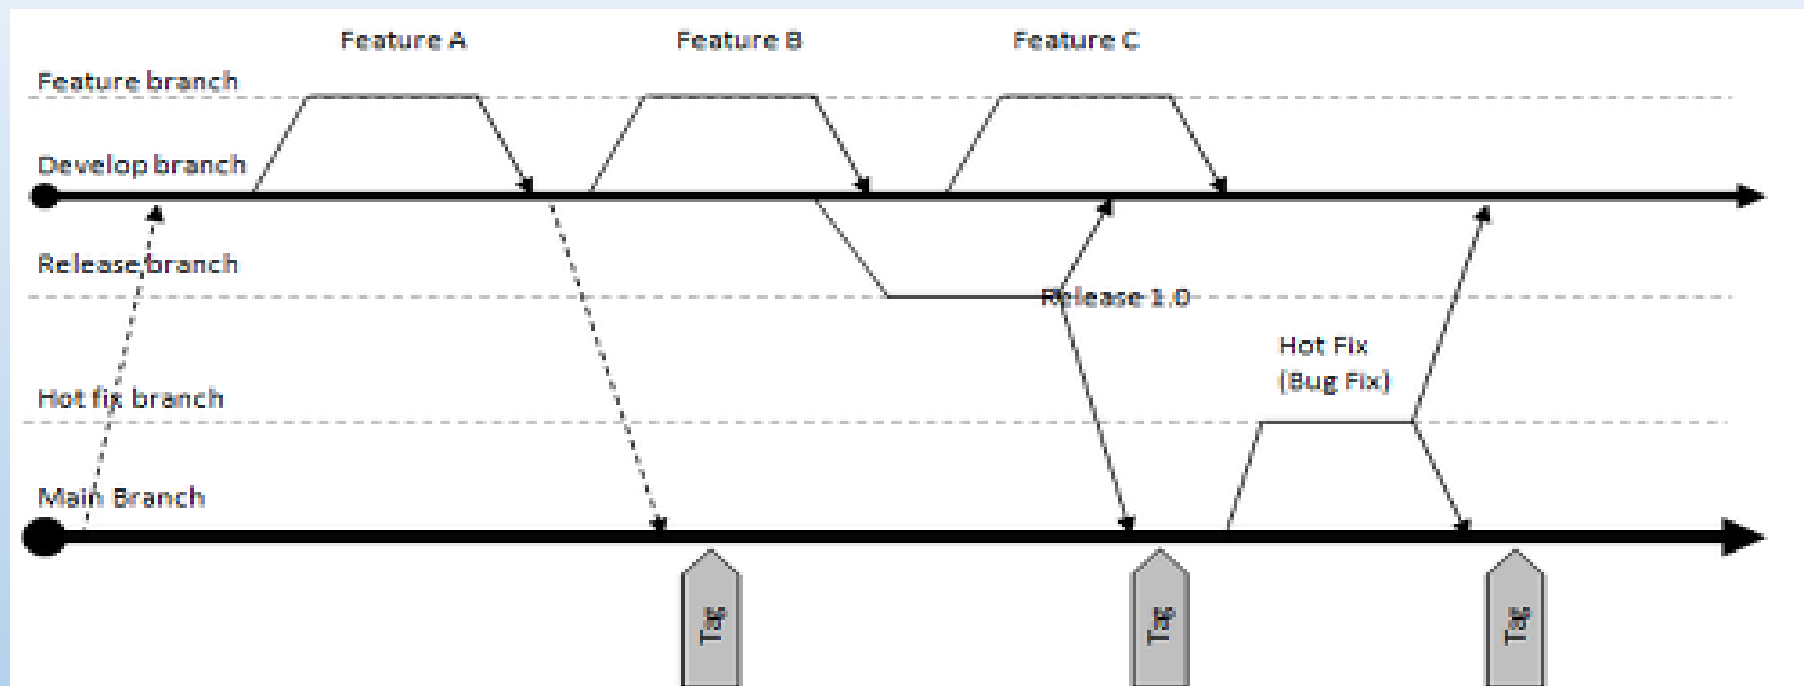 Feature A
Feature B
Feature C
Feature branch
Develop branch
Release branch
Release 1.0
Hot Fix
(Bug Fix)
Hot fix branch
Main Branch
Tag
Tag
Tag